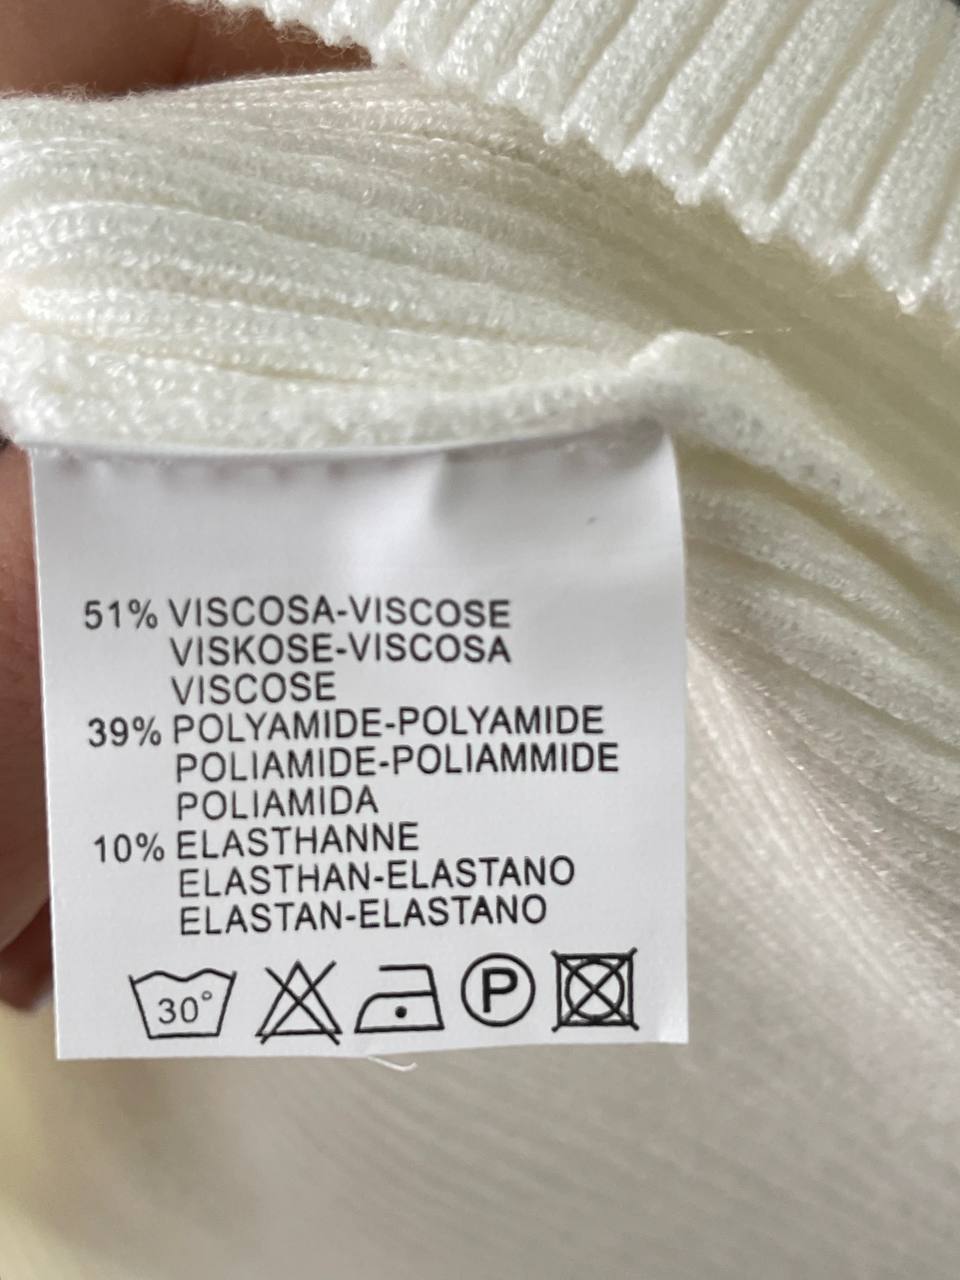 51% VISCOSA-VISCOSE
VISKOSE-VISCOSA
VISCOSE
39% POLYAMIDE-POLYAMIDE
POLIAMIDE-POLIAMMIDE
POLIAMIDA
10% ELASTHANNE
ELASTHAN-ELASTANO
ELASTAN-ELASTANO
30° P